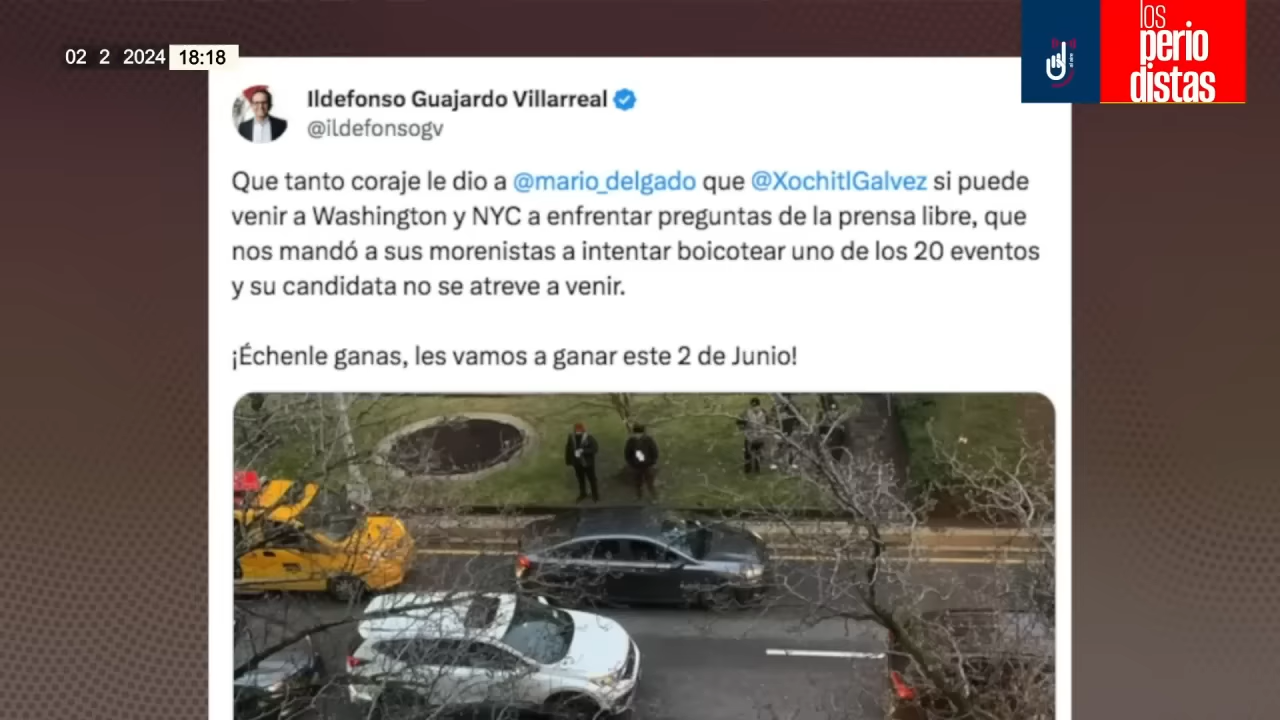 02 2 2024 18:18
los
perio
distas
Ildefonso Guajardo Villarreal
@ildefonsogv
Que tanto coraje le dio a @mario_delgado que @XochitlGalvez si puede
venir a Washington y NYC a enfrentar preguntas de la prensa libre, que
nos mandó a sus morenistas a intentar boicotear uno de los 20 eventos
y su candidata no se atreve a venir.
¡Échenle ganas, les vamos a ganar este 2 de Junio!